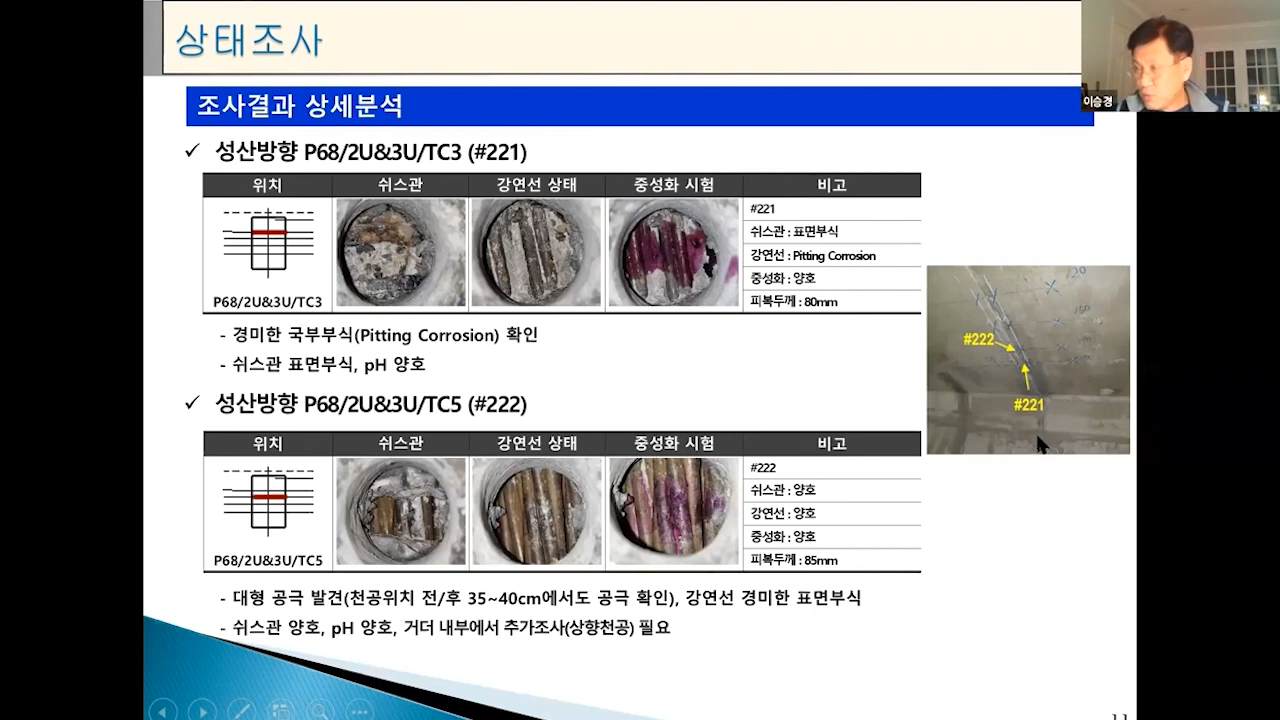 상태조사
이승경
조사결과 상세분석
✓ 성산방향 P68/2U&3U/TC3 (#221)
위치 쉬스관 강연선 상태 중성화 시험 비고
P68/2U&3U/TC3
#221
쉬스관 : 표면부식
강연선 : Pitting Corrosion
중성화 : 양호
피복두께 : 80mm
- 경미한 국부부식(Pitting Corrosion) 확인
- 쉬스관 표면부식, pH 양호
#222
#221
✓ 성산방향 P68/2U&3U/TC5 (#222)
위치 쉬스관 강연선 상태 중성화 시험 비고
P68/2U&3U/TC5
#222
쉬스관 : 양호
강연선 : 양호
중성화 : 양호
피복두께 : 85mm
- 대형 공극 발견(천공위치 전/후 35~40cm에서도 공극 확인), 강연선 경미한 표면부식
- 쉬스관 양호, pH 양호, 거더 내부에서 추가조사(상향천공) 필요